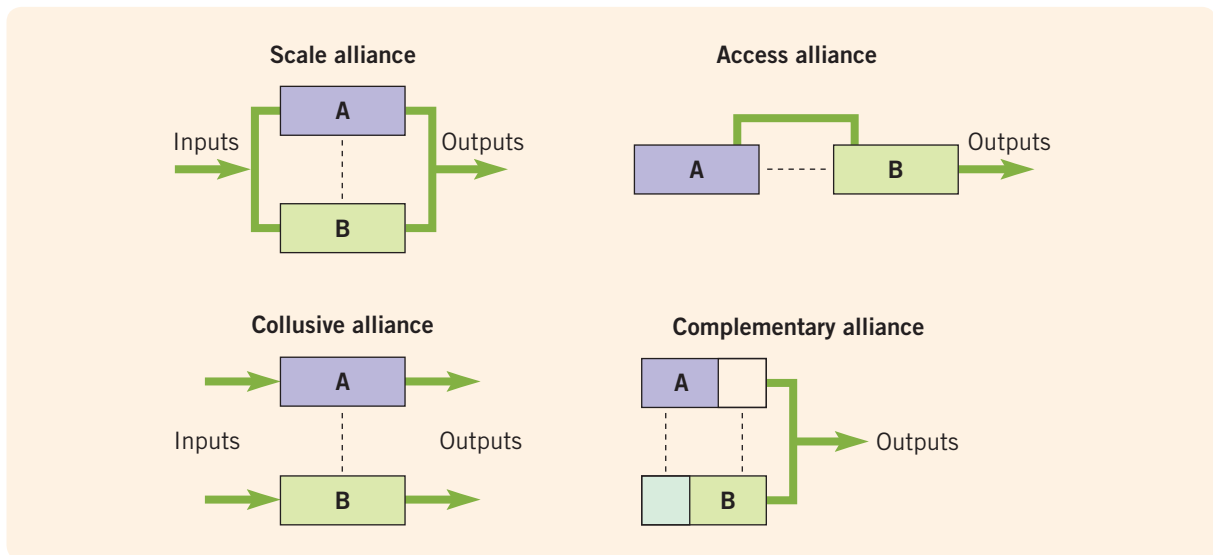 Scale alliance
A
Inputs
Outputs
B
Access alliance
A
B
Outputs
Collusive alliance
A
Inputs
Outputs
B
Complementary alliance
A
Outputs
B